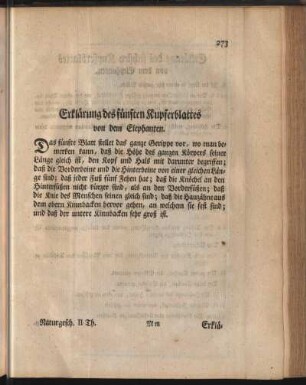 273
Erklärung des fünften Kupferblattes
von dem Elephanten.
Das fünfte Blatt stellet das ganze Gerippe vor, wo man be-
merken kann, daß die Höhe des ganzen Körpers seiner
Länge gleich ist, den Kopf und Hals mit darunter begriffen;
daß die Vorderbeine und die Hinterbeine von einer gleichen Län-
ge sind; daß jeder Fuß fünf Zehen hat; daß die Knöchel an den
Hinterfüßen nicht kürzer sind, als an den Vorderfüßen; daß
die Knie des Menschen seinen gleich sind; daß die Hauzähne aus
dem obern Kinnbacken hervor gehen, an welchem sie fest sind;
und daß der untere Kinnbacken sehr groß ist.
Naturgesch. II Th. M m Erklä-